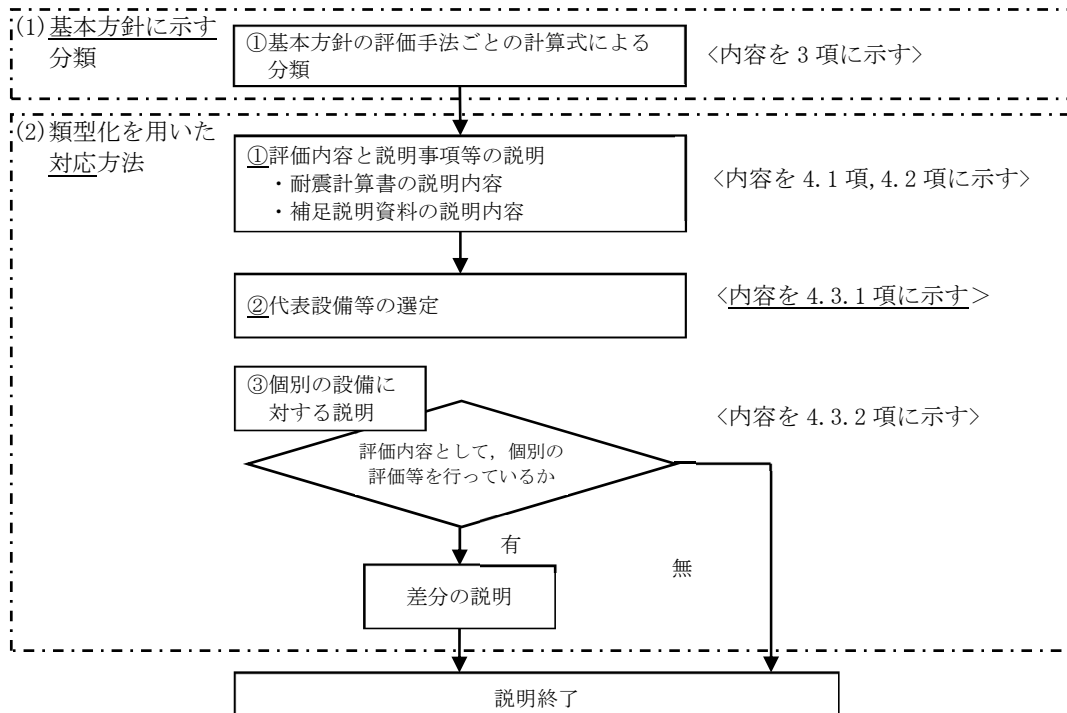 (1)基本方針に示す
分類
①基本方針の評価手法ごとの計算式による
分類
<内容を3項に示す>
(2)類型化を用いた
対応方法
①評価内容と説明事項等の説明
・耐震計算書の説明内容
・補足説明資料の説明内容
<内容を4.1項,4.2項に示す>
②代表設備等の選定
<内容を4.3.1項に示す>
③個別の設備に
対する説明
<内容を4.3.2項に示す>
評価内容として，個別の
評価等を行っているか
有
無
差分の説明
説明終了